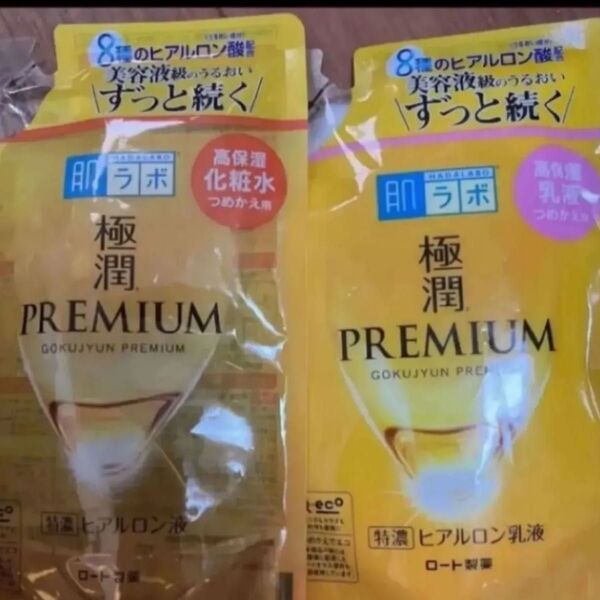 8種のヒアルロン酸配合
美容液級のうるおい
ずっと続く
HADALABO
肌ラボ
高保湿
化粧水
つめかえ用
極
潤
PREMIUM
GOKUJYUN PREMIUM
特濃 ヒアルロン液
ロート製薬
8種のヒアルロン酸配合
美容液級のうるおい
ずっと続く
HADALABO
肌ラボ
高保湿
乳液
つめかえ用
極
潤
PREMIUM
GOKUJYUN PREMIUM
eco
特濃 ヒアルロン乳液
ロート製薬